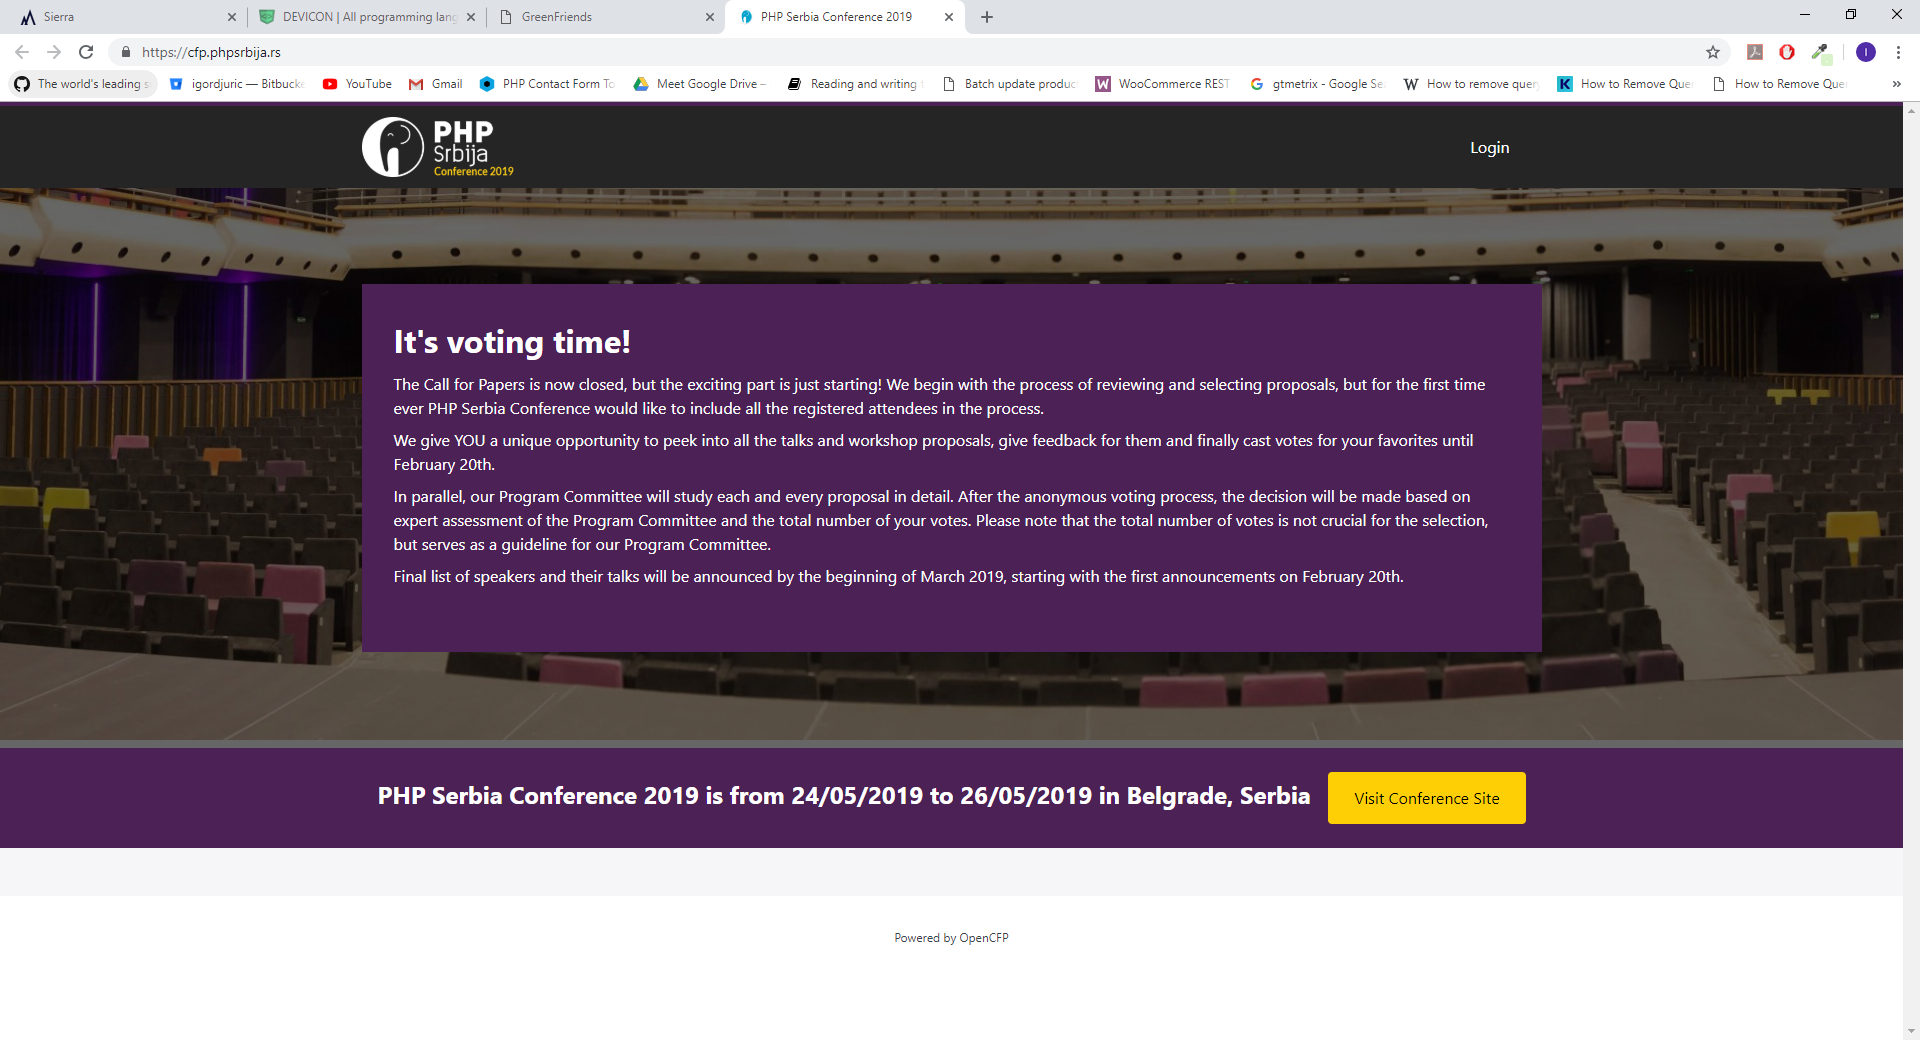 Sierra
DEVICON | All programming lang
GreenFriends
PHP Serbia Conference 2019
https://cfp.phpsrbija.rs
I
The world's leading s
igordjuric — Bitbucke
YouTube
Gmail
PHP Contact Form To
Meet Google Drive –
Reading and writing
Batch update produc
WooCommerce REST
gtmetrix - Google Se
How to remove query
How to Remove Que
How to Remove Que
PHP
Srbija
Conference 2019
Login
It's voting time!
The Call for Papers is now closed, but the exciting part is just starting! We begin with the process of reviewing and selecting proposals, but for the first time
ever PHP Serbia Conference would like to include all the registered attendees in the process.
We give YOU a unique opportunity to peek into all the talks and workshop proposals, give feedback for them and finally cast votes for your favorites until
February 20th.
In parallel, our Program Committee will study each and every proposal in detail. After the anonymous voting process, the decision will be made based on
expert assessment of the Program Committee and the total number of your votes. Please note that the total number of votes is not crucial for the selection,
but serves as a guideline for our Program Committee.
Final list of speakers and their talks will be announced by the beginning of March 2019, starting with the first announcements on February 20th.
PHP Serbia Conference 2019 is from 24/05/2019 to 26/05/2019 in Belgrade, Serbia
Visit Conference Site
Powered by OpenCFP